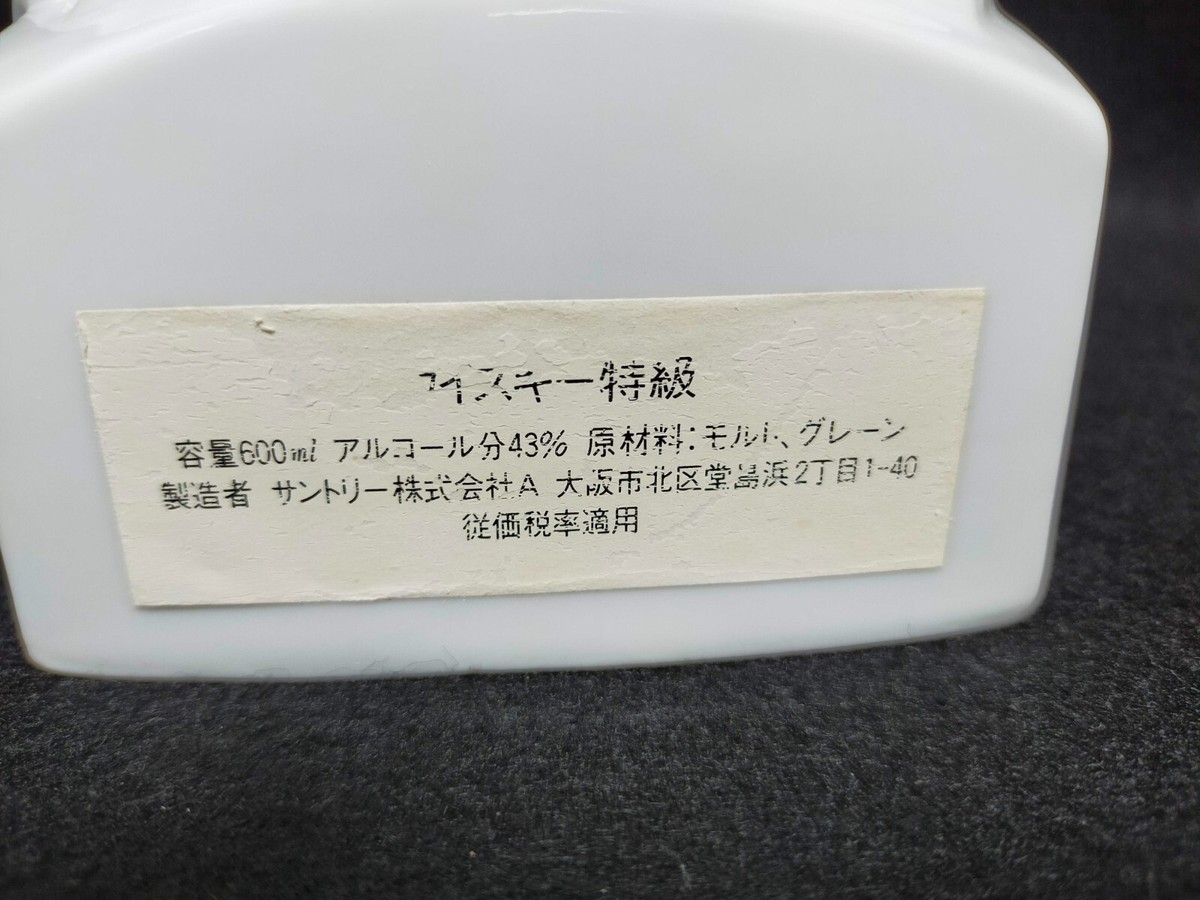 ウイスキー特級
容量600㎖ アルコール分43% 原材料:モルト、グレーン
製造者 サントリー株式会社A 大阪市北区堂島浜2丁目1-40
従価税率適用